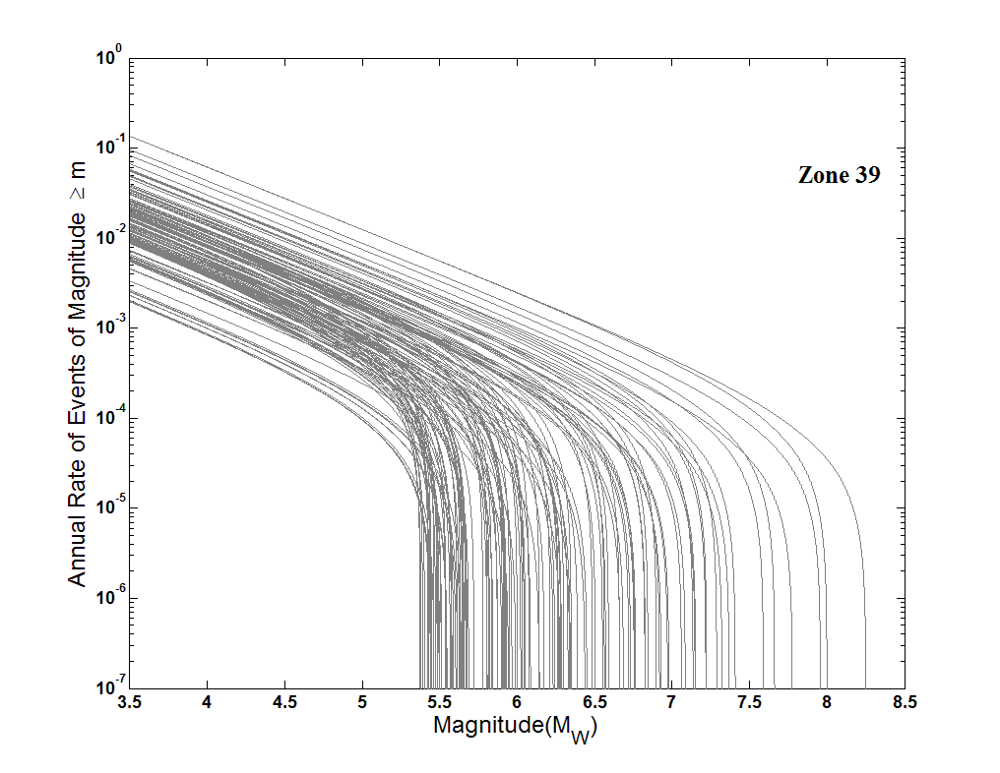 10^0
10^-1
Zone 39
10^-2
10^-3
10^-4
10^-5
10^-6
10^-7
Annual Rate of Events of Magnitude ≥ m
3.5 4 4.5 5 5.5 6 6.5 7 7.5 8 8.5
Magnitude(M_W)